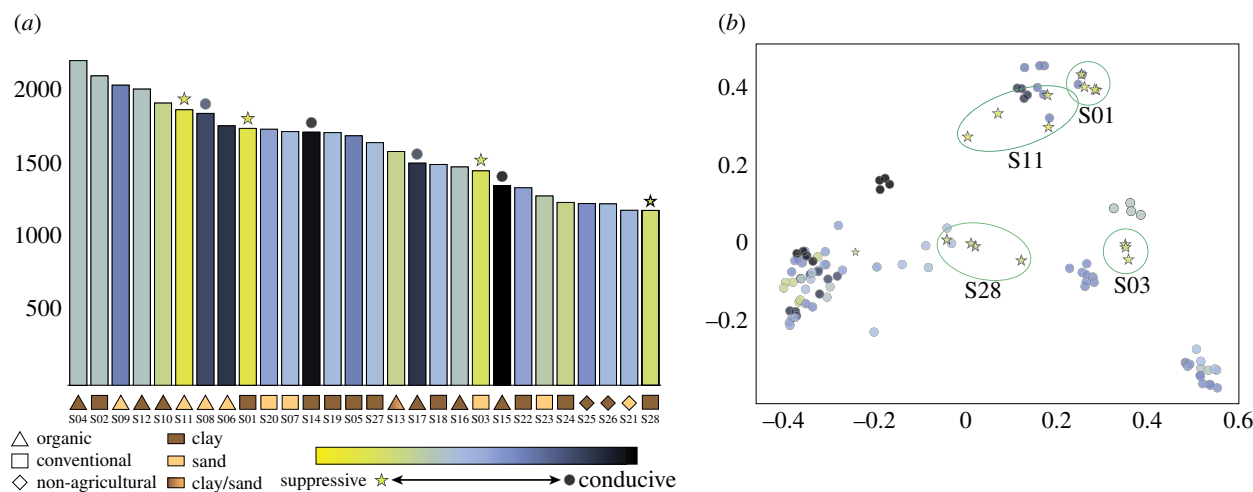 (a)
2000
1500
1000
500
S04 S02 S09 S12 S10 S11 S08 S06 S01 S20 S07 S14 S19 S05 S27 S13 S17 S18 S16 S03 S15 S22 S23 S24 S25 S26 S21 S28
organic
conventional
non-agricultural
clay
sand
clay/sand
suppressive
conducive
(b)
0.4
0.2
0
−0.2
S01
S11
S28
S03
−0.4 −0.2 0 0.2 0.4 0.6